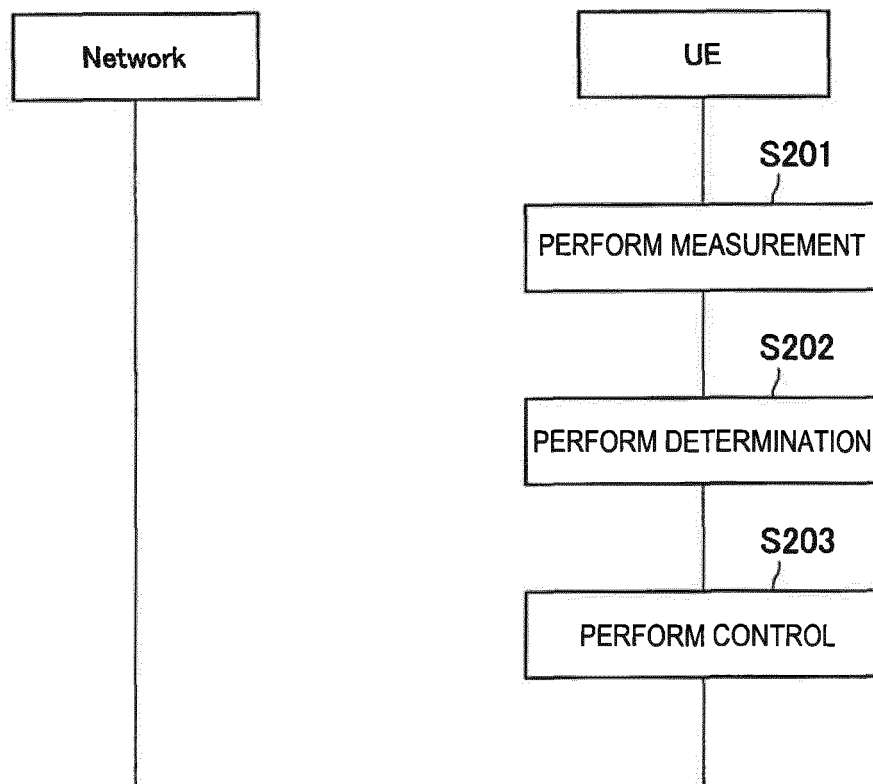 Network
UE
S201
PERFORM MEASUREMENT
S202
PERFORM DETERMINATION
S203
PERFORM CONTROL